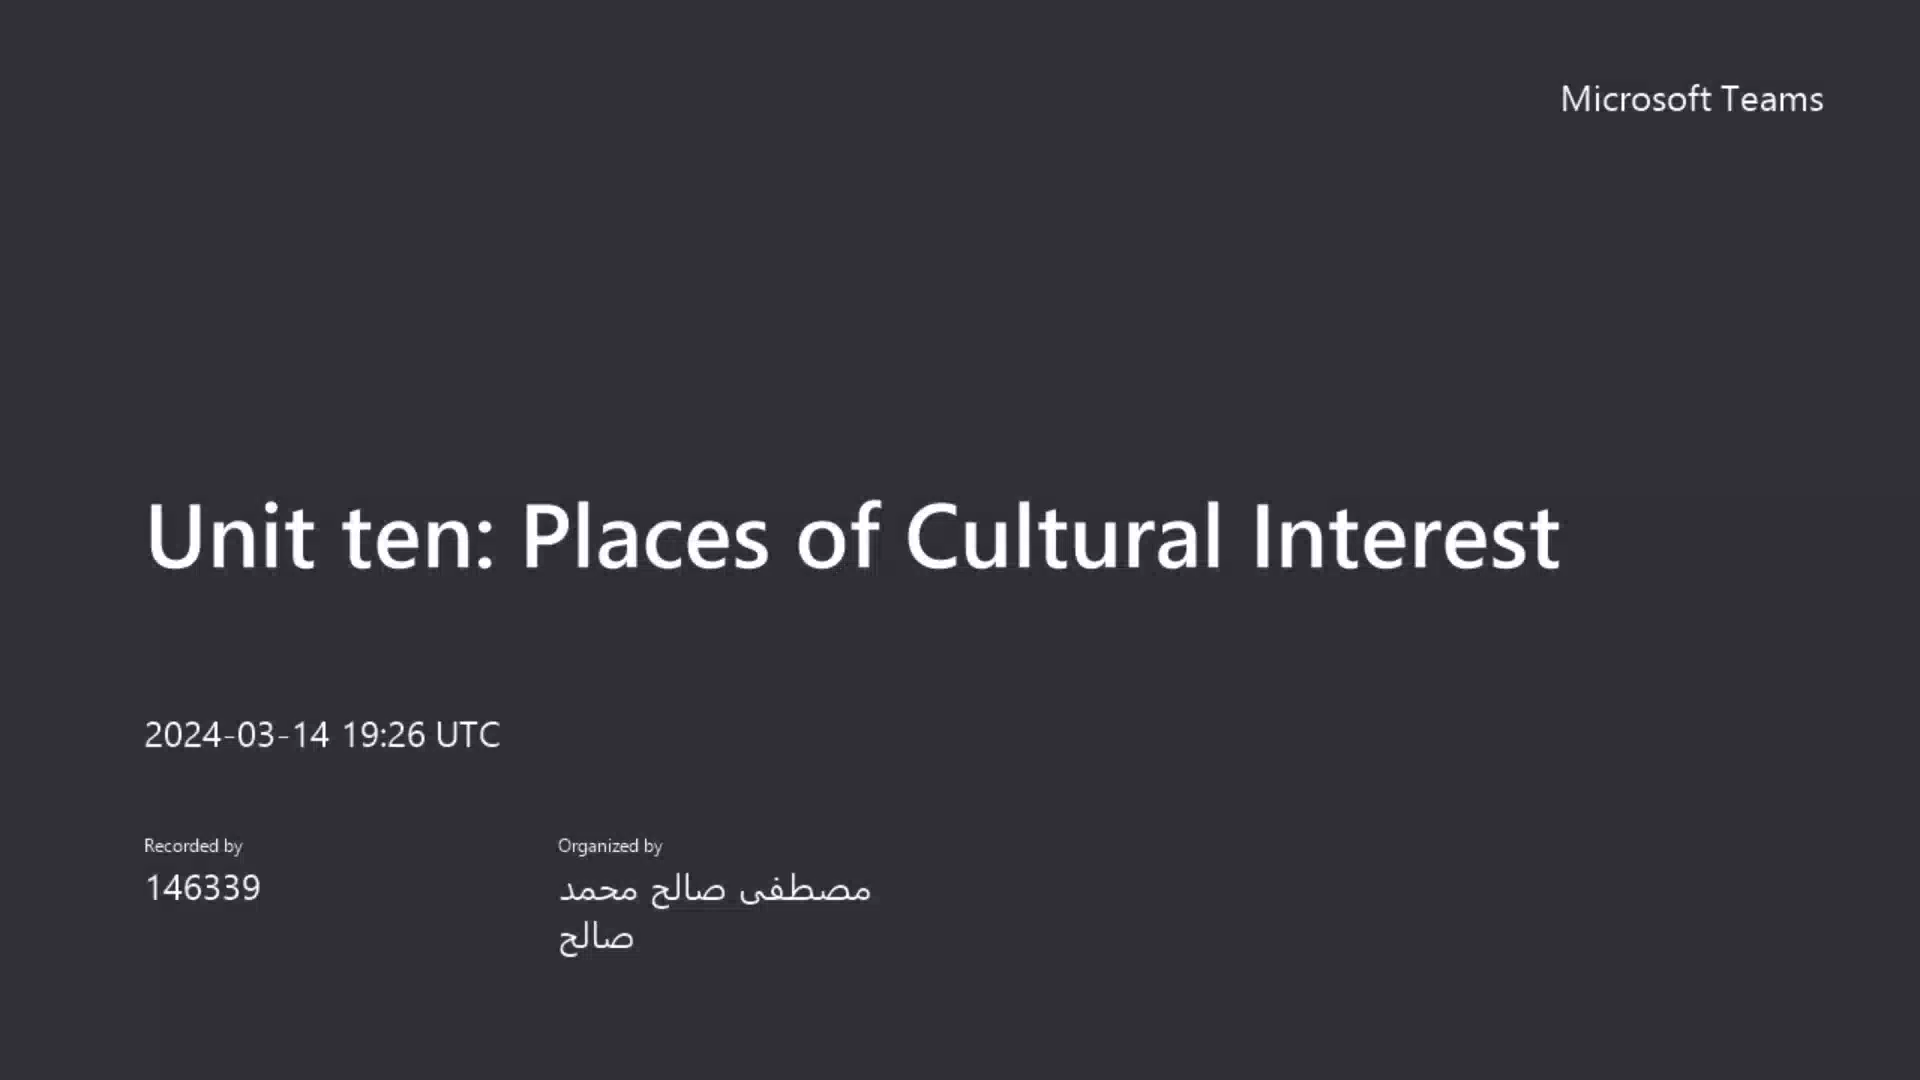 Microsoft Teams
Unit ten: Places of Cultural Interest
2024-03-14 19:26 UTC
Recorded by
146339
Organized by
مصطفى صالح محمد
صالح